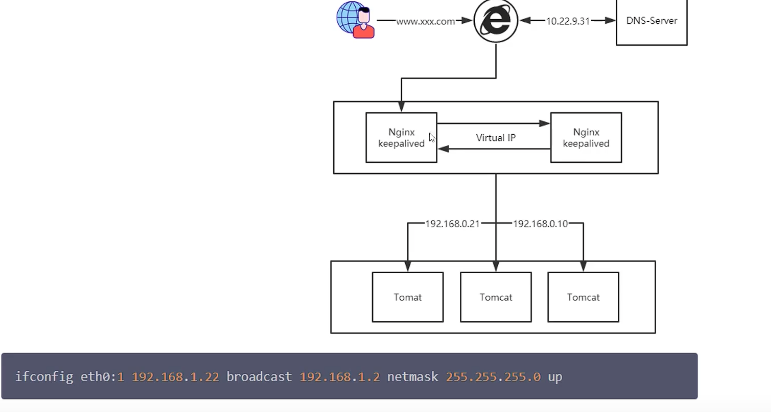 www.xxx.com
10.22.9.31
DNS-Server
Nginx
keepalived
Virtual IP
Nginx
keepalived
192.168.0.21
192.168.0.10
Tomat
Tomcat
Tomcat
ifconfig eth0:1 192.168.1.22 broadcast 192.168.1.2 netmask 255.255.255.0 up